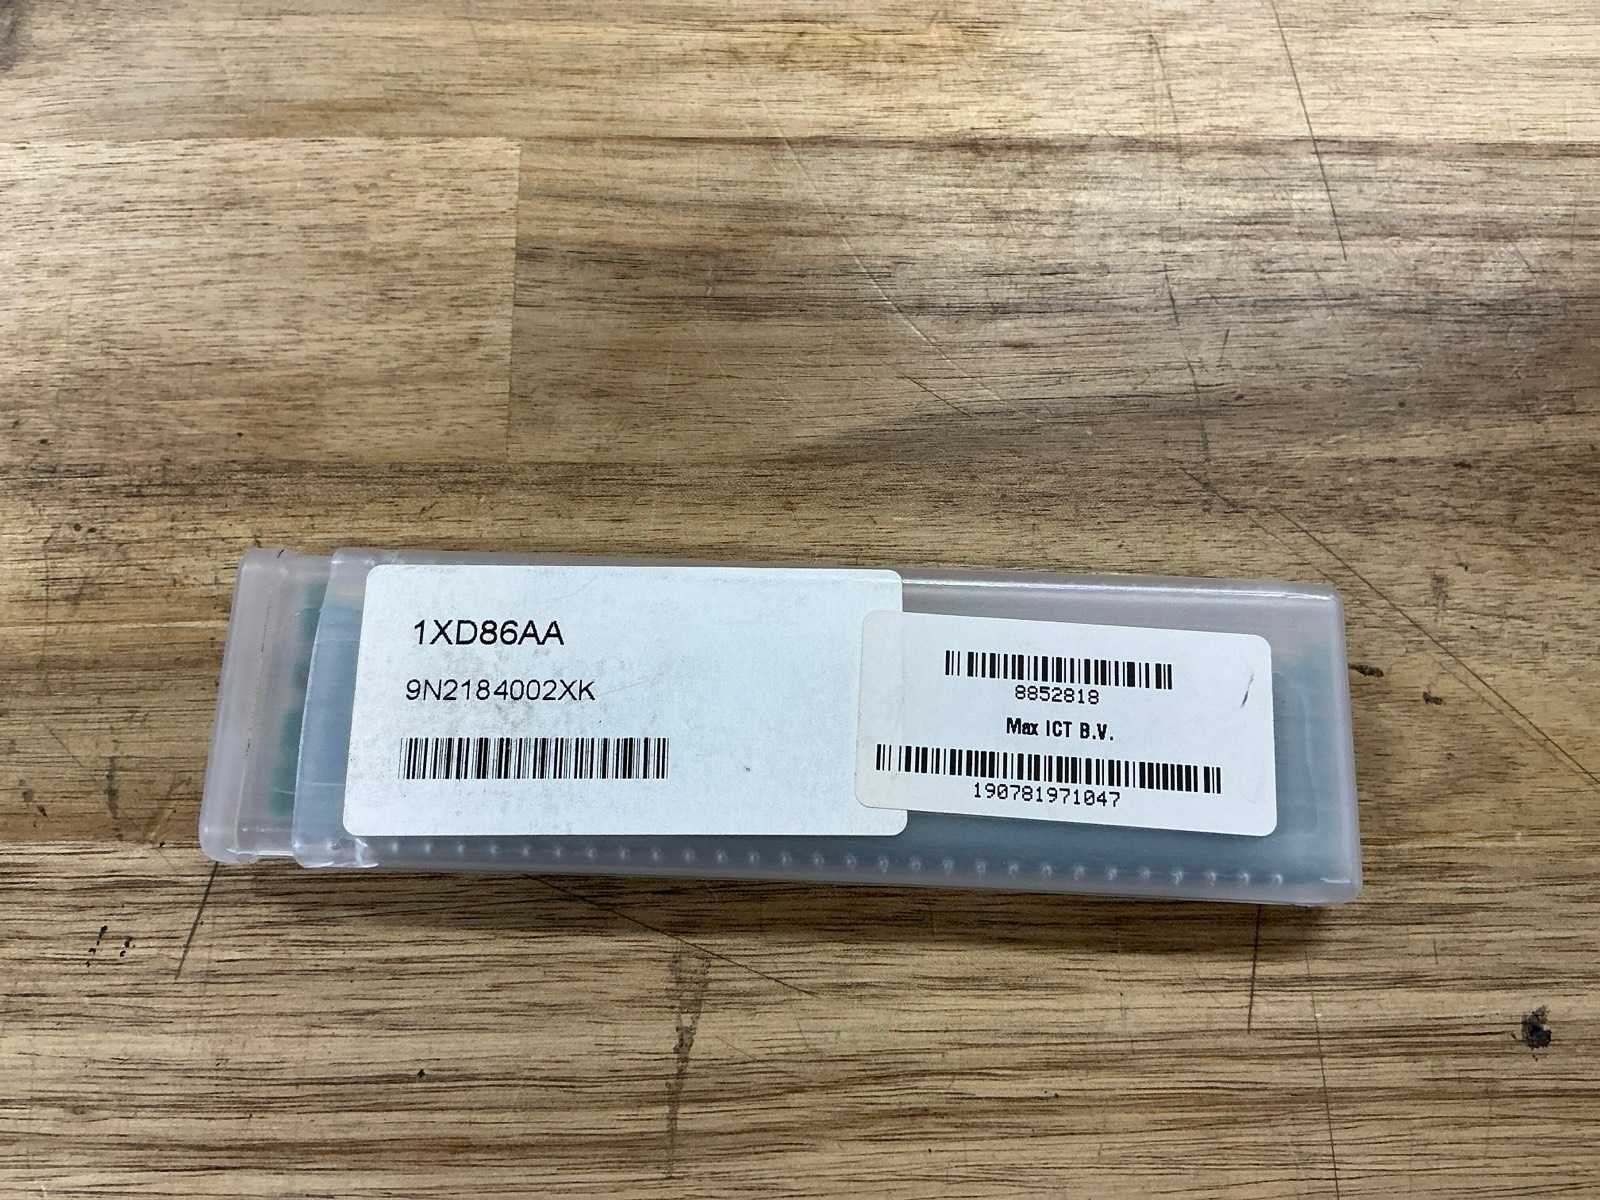 1XD86AA
9N2184002XK
8852818
Max ICT B.V.
190781971047